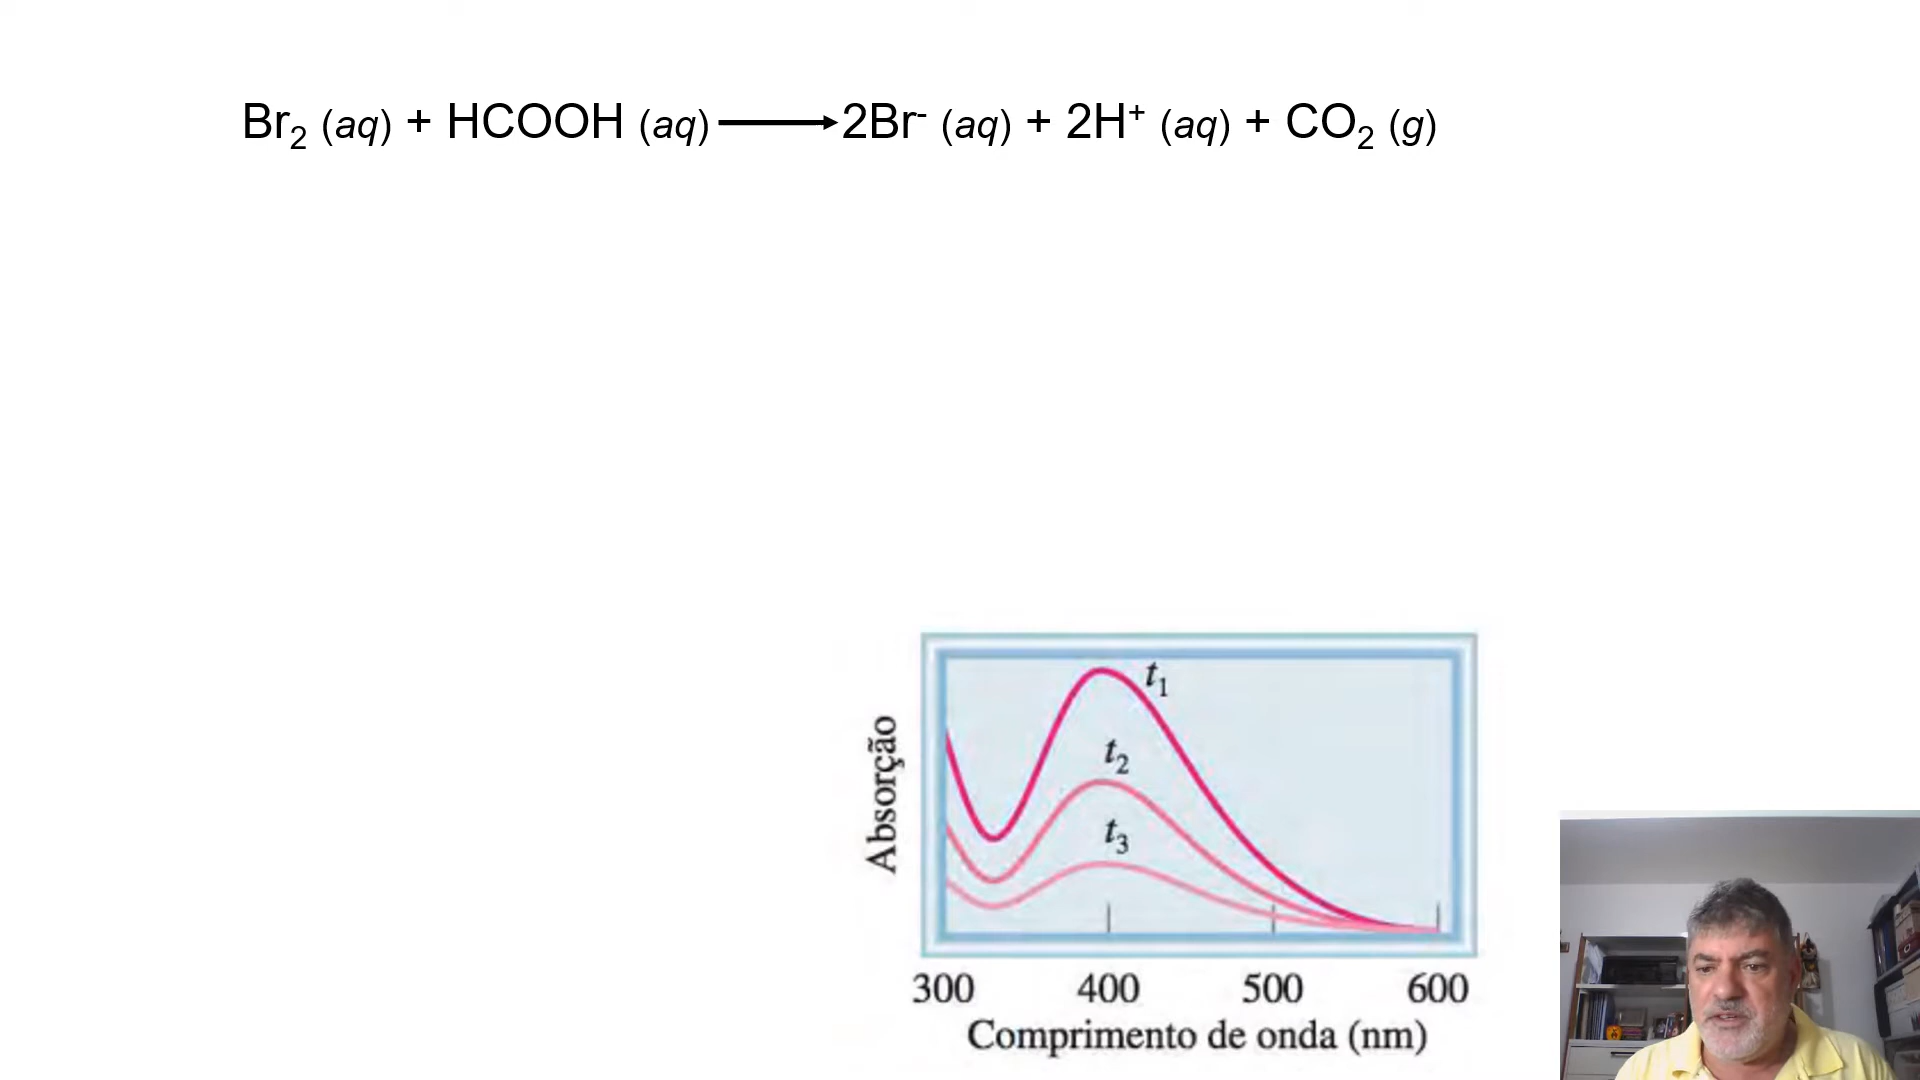 Br₂ (aq) + HCOOH (aq) ⟶ 2Br⁻ (aq) + 2H⁺ (aq) + CO₂ (g)
t₁
t₂
t₃
Absorção
300 400 500 600
Comprimento de onda (nm)